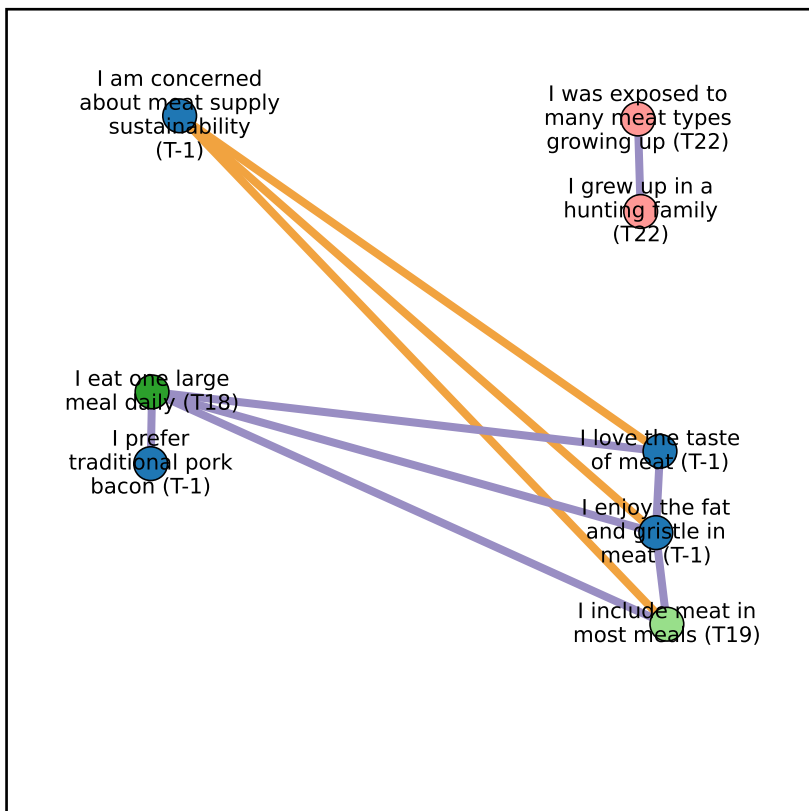 I am concerned
about meat supply
sustainability
(T-1)
I was exposed to
many meat types
growing up (T22)
I grew up in a
hunting family
(T22)
I eat one large
meal daily (T18)
I prefer
traditional pork
bacon (T-1)
I love the taste
of meat (T-1)
I enjoy the fat
and gristle in
meat (T-1)
I include meat in
most meals (T19)